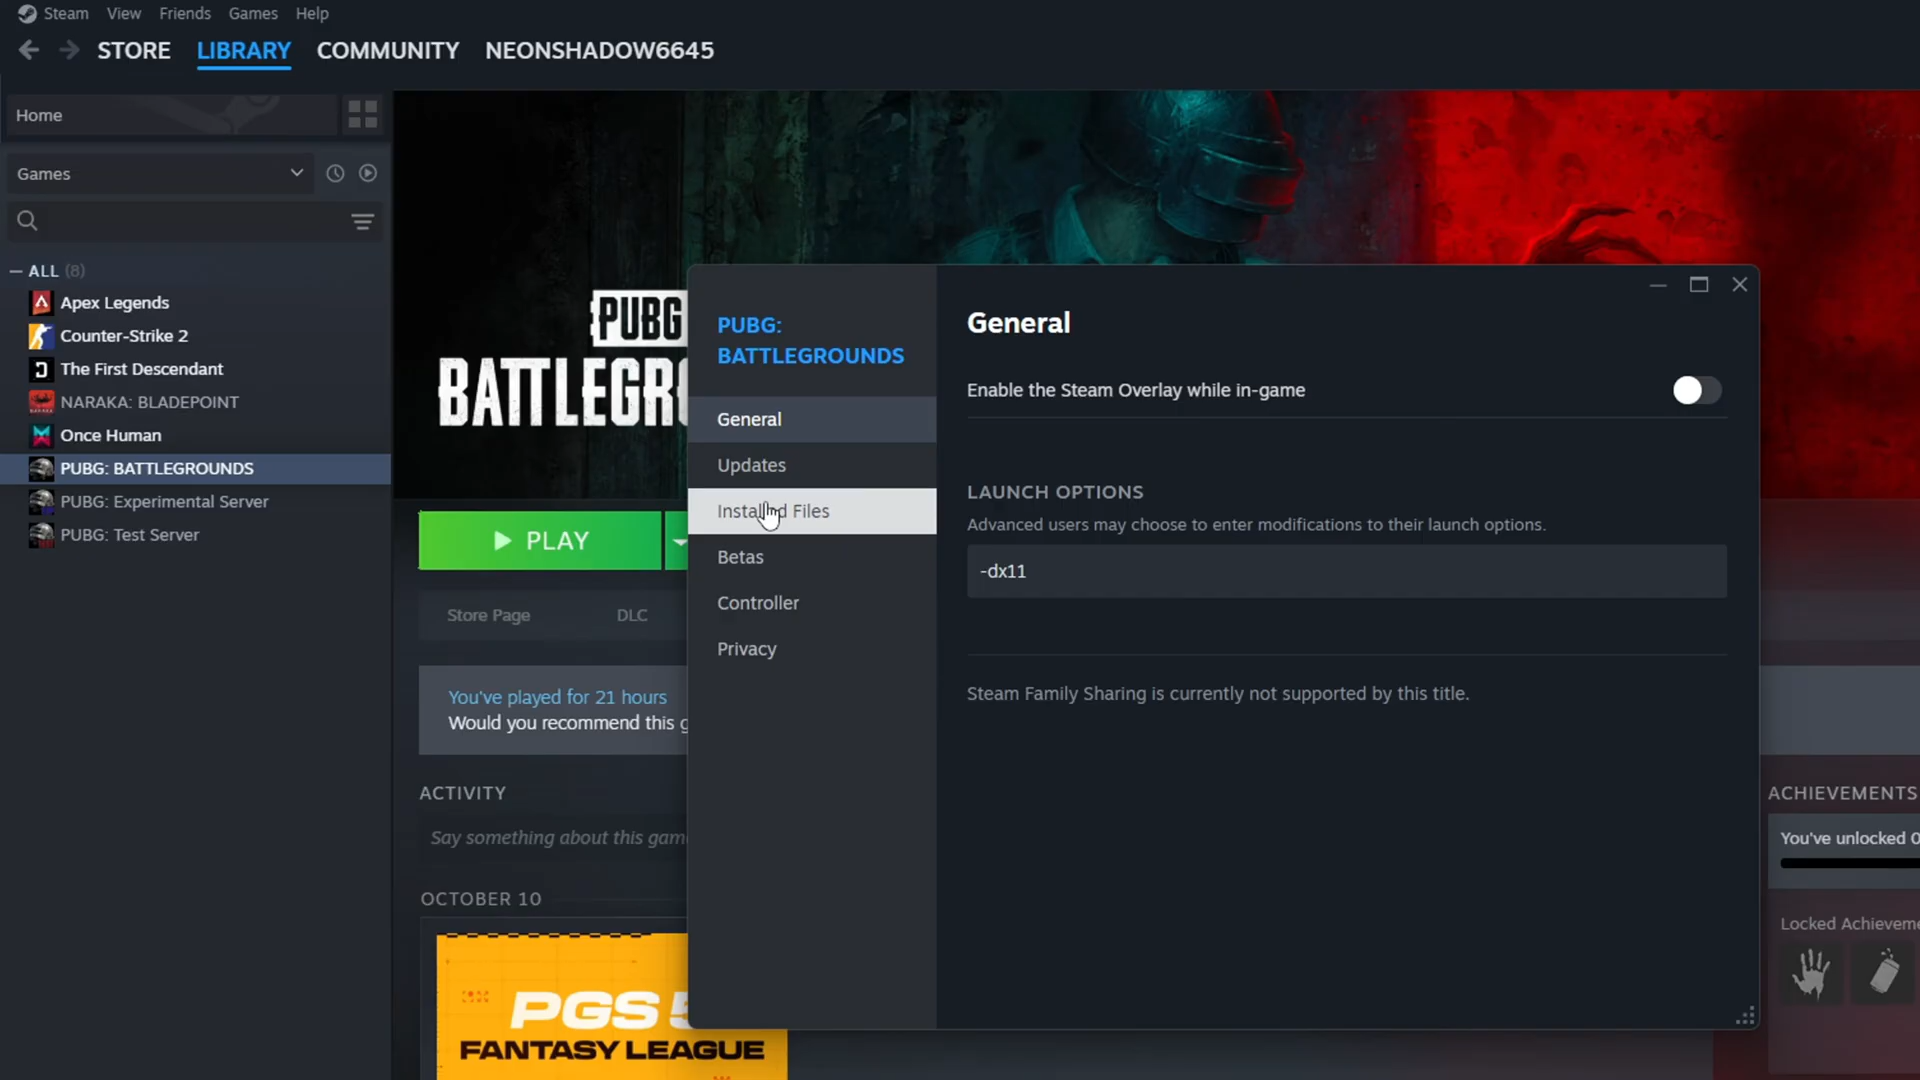 Steam View Friends Games Help
STORE LIBRARY COMMUNITY NEONSHADOW6645
Home
Games
ALL (8)
Apex Legends
Counter-Strike 2
The First Descendant
NARAKA: BLADEPOINT
Once Human
PUBG: BATTLEGROUNDS
PUBG: Experimental Server
PUBG: Test Server
PUBG
BATTLEGR
PLAY
Store Page DLC
You've played for 21 hours
Would you recommend this g
ACTIVITY
Say something about this gam
OCTOBER 10
PGS 5
FANTASY LEAGUE
PUBG:
BATTLEGROUNDS
General
Updates
Installed Files
Betas
Controller
Privacy
General
Enable the Steam Overlay while in-game
LAUNCH OPTIONS
Advanced users may choose to enter modifications to their launch options.
-dx11
Steam Family Sharing is currently not supported by this title.
ACHIEVEMENTS
You've unlocked 0
Locked Achieveme